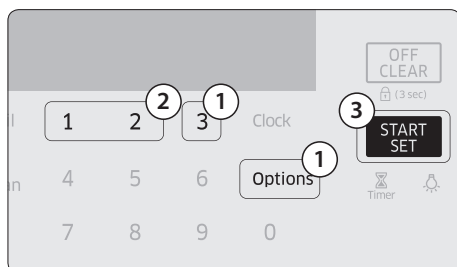 OFF
CLEAR
(3 sec)
2 1 3
1 2 3 Clock START
SET
1
4 5 6 Options Timer
7 8 9 0